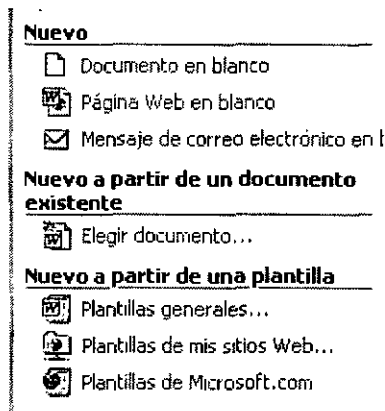 Nuevo
Documento en blanco
Página Web en blanco
Mensaje de correo electrónico en
Nuevo a partir de un documento
existente
Elegir documento...
Nuevo a partir de una plantilla
Plantillas generales...
Plantillas de mis sitios Web...
Plantillas de Microsoft.com